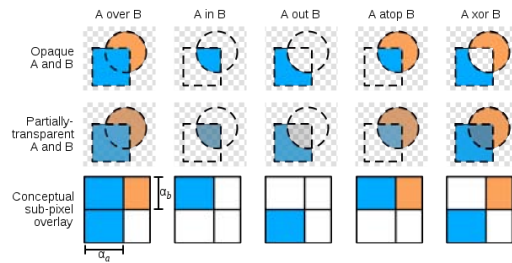 A over B
A in B
A out B
A atop B
A xor B
Opaque
A and B
Partially-
transparent
A and B
Conceptual
sub-pixel
overlay
αb
αa